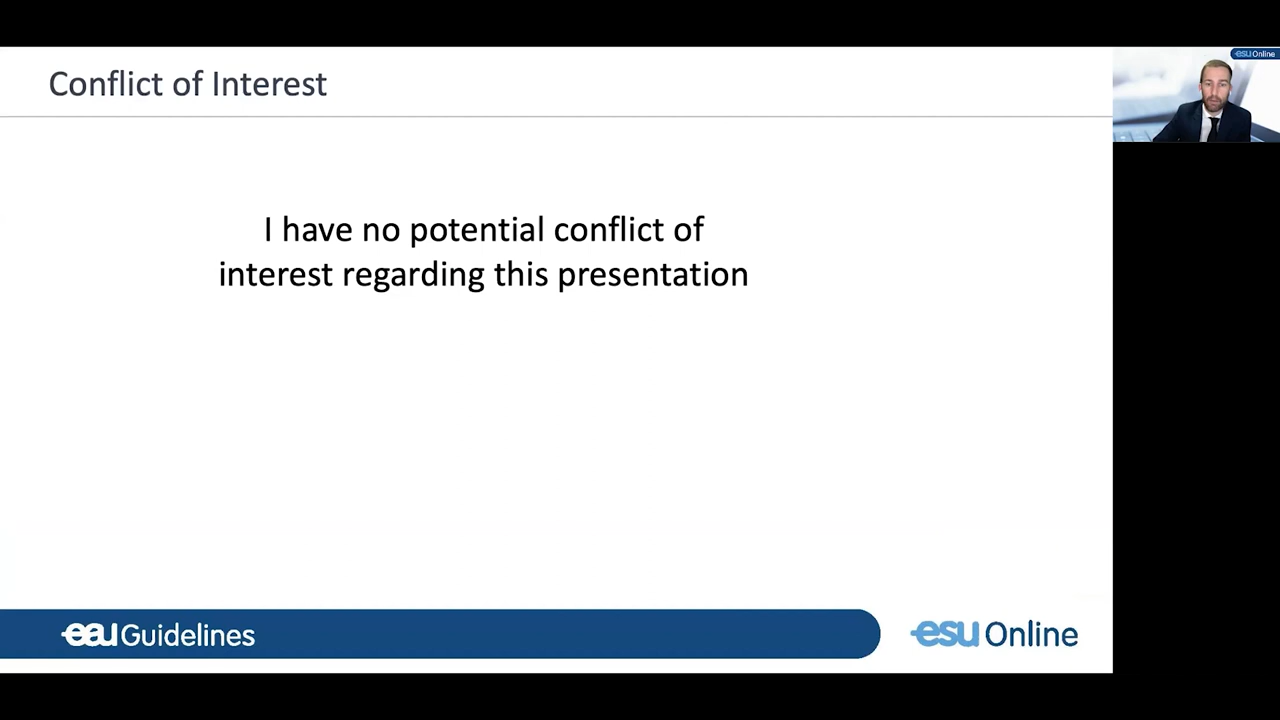 Conflict of Interest
esu Online
I have no potential conflict of
interest regarding this presentation
eau Guidelines
esu Online